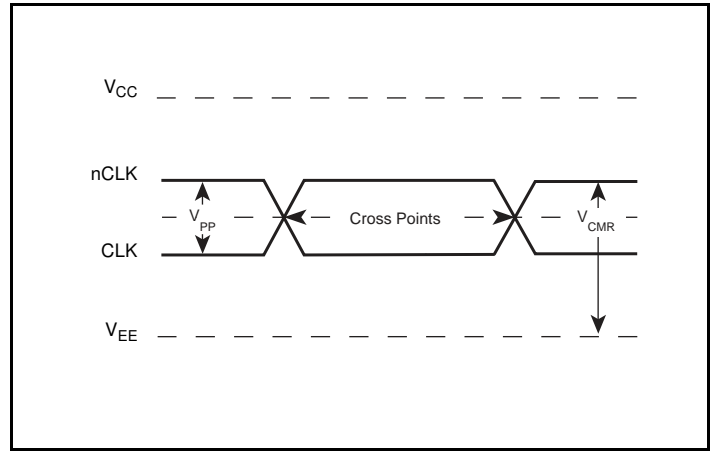 VCC
nCLK
VPP
Cross Points
VCMR
CLK
VEE